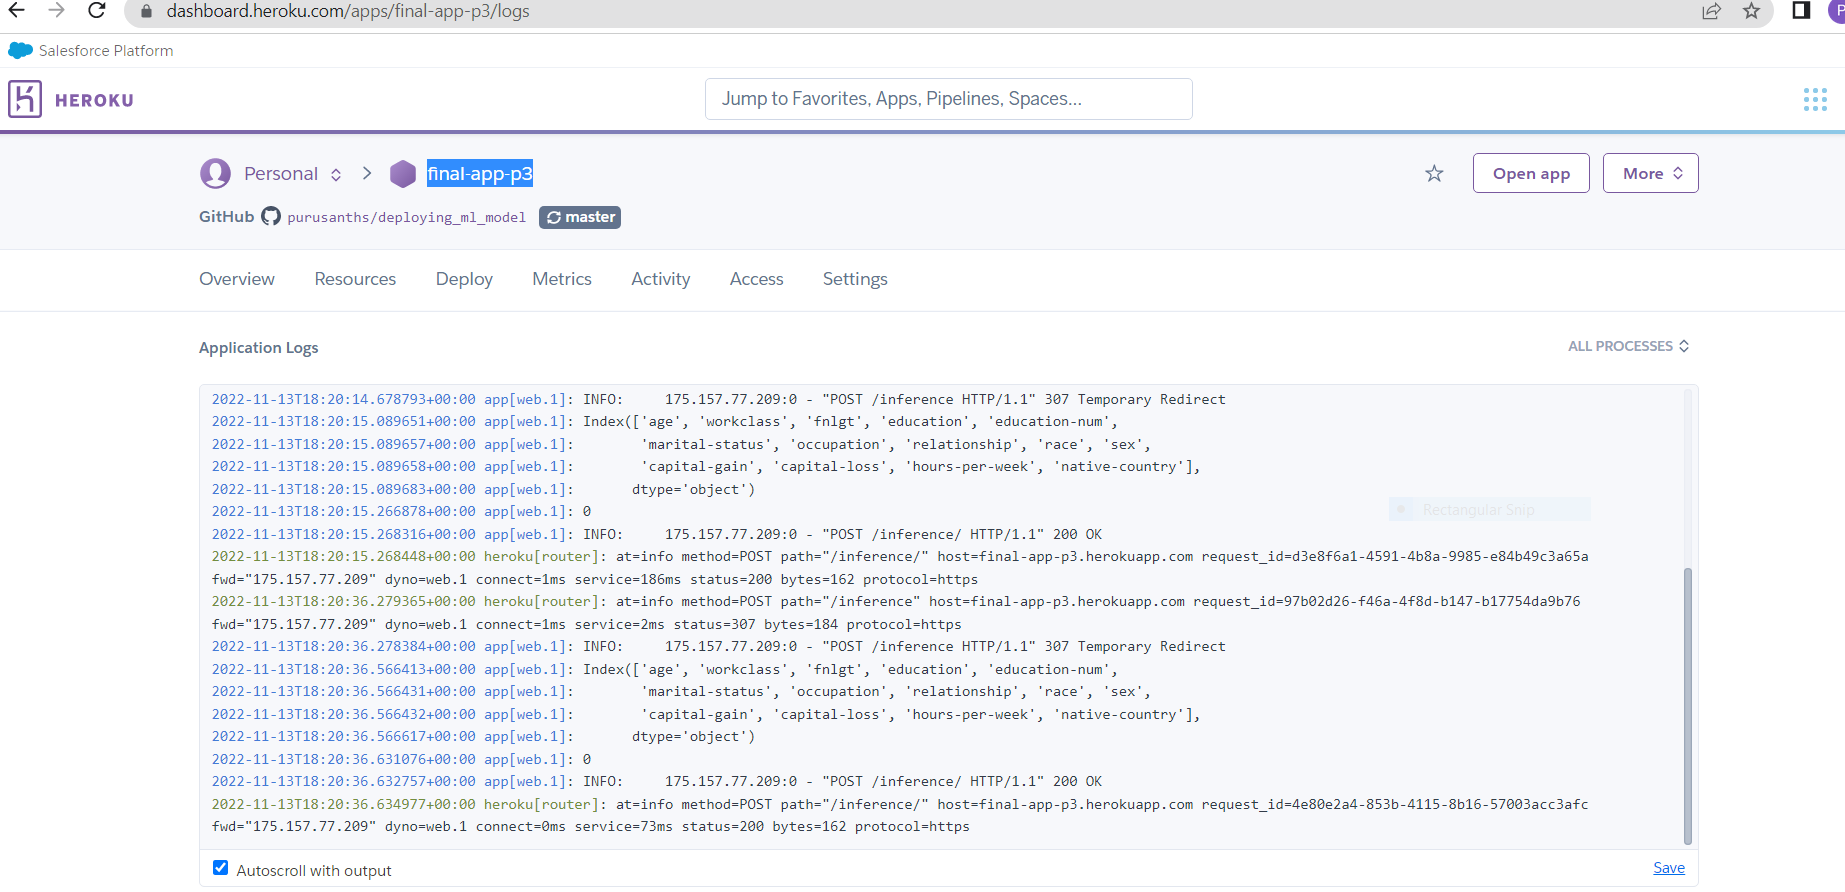 dashboard.heroku.com/apps/final-app-p3/logs
P
Salesforce Platform
HEROKU
Jump to Favorites, Apps, Pipelines, Spaces...
Personal
final-app-p3
Open app
More
GitHub purusanths/deploying_ml_model master
Overview Resources Deploy Metrics Activity Access Settings
Application Logs
ALL PROCESSES
2022-11-13T18:20:14.678793+00:00 app[web.1]: INFO:     175.157.77.209:0 - "POST /inference HTTP/1.1" 307 Temporary Redirect
2022-11-13T18:20:15.089651+00:00 app[web.1]: Index(['age', 'workclass', 'fnlgt', 'education', 'education-num',
2022-11-13T18:20:15.089657+00:00 app[web.1]:        'marital-status', 'occupation', 'relationship', 'race', 'sex',
2022-11-13T18:20:15.089658+00:00 app[web.1]:        'capital-gain', 'capital-loss', 'hours-per-week', 'native-country'],
2022-11-13T18:20:15.089683+00:00 app[web.1]:       dtype='object')
2022-11-13T18:20:15.266878+00:00 app[web.1]: 0
Rectangular Snip
2022-11-13T18:20:15.268316+00:00 app[web.1]: INFO:     175.157.77.209:0 - "POST /inference/ HTTP/1.1" 200 OK
2022-11-13T18:20:15.268448+00:00 heroku[router]: at=info method=POST path="/inference/" host=final-app-p3.herokuapp.com request_id=d3e8f6a1-4591-4b8a-9985-e84b49c3a65a
fwd="175.157.77.209" dyno=web.1 connect=1ms service=186ms status=200 bytes=162 protocol=https
2022-11-13T18:20:36.279365+00:00 heroku[router]: at=info method=POST path="/inference" host=final-app-p3.herokuapp.com request_id=97b02d26-f46a-4f8d-b147-b17754da9b76
fwd="175.157.77.209" dyno=web.1 connect=1ms service=2ms status=307 bytes=184 protocol=https
2022-11-13T18:20:36.278384+00:00 app[web.1]: INFO:     175.157.77.209:0 - "POST /inference HTTP/1.1" 307 Temporary Redirect
2022-11-13T18:20:36.566413+00:00 app[web.1]: Index(['age', 'workclass', 'fnlgt', 'education', 'education-num',
2022-11-13T18:20:36.566431+00:00 app[web.1]:        'marital-status', 'occupation', 'relationship', 'race', 'sex',
2022-11-13T18:20:36.566432+00:00 app[web.1]:        'capital-gain', 'capital-loss', 'hours-per-week', 'native-country'],
2022-11-13T18:20:36.566617+00:00 app[web.1]:       dtype='object')
2022-11-13T18:20:36.631076+00:00 app[web.1]: 0
2022-11-13T18:20:36.632757+00:00 app[web.1]: INFO:     175.157.77.209:0 - "POST /inference/ HTTP/1.1" 200 OK
2022-11-13T18:20:36.634977+00:00 heroku[router]: at=info method=POST path="/inference/" host=final-app-p3.herokuapp.com request_id=4e80e2a4-853b-4115-8b16-57003acc3afc
fwd="175.157.77.209" dyno=web.1 connect=0ms service=73ms status=200 bytes=162 protocol=https
Autoscroll with output
Save